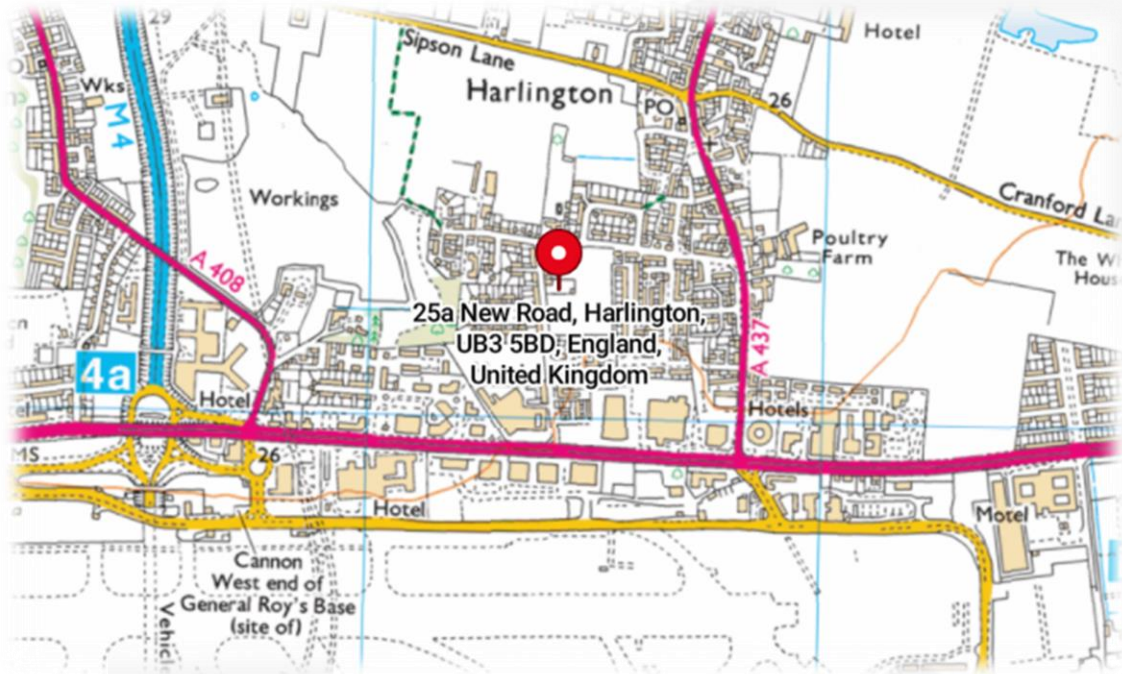 29
Hotel
Sipson Lane
Wks
Harlington
PO
26
M 4
Workings
Cranford La
Poultry
Farm
The W
Hous
A 408
25a New Road, Harlington,
UB3 5BD, England,
United Kingdom
A 437
4a
Hotel
Hotels
MS
26
Hotel
Motel
Cannon
West end of
General Roy's Base
(site of)
Vehicle